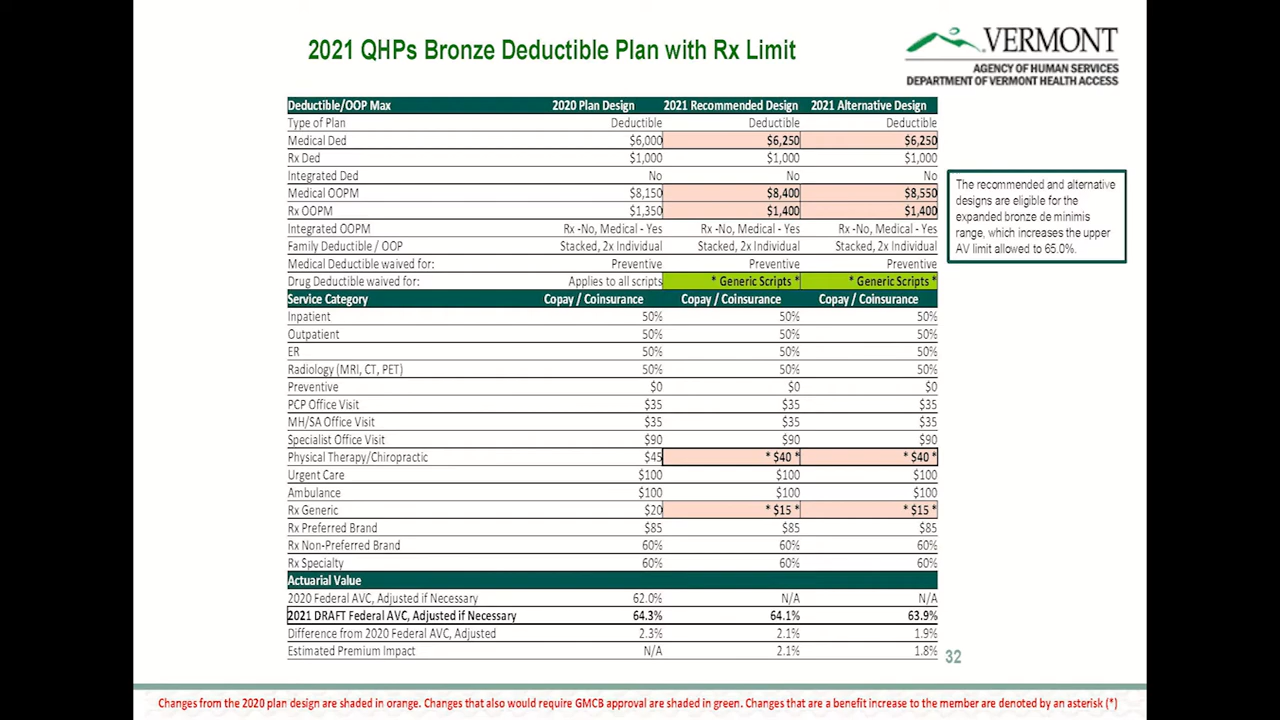 2021 QHPs Bronze Deductible Plan with Rx Limit
VERMONT
AGENCY OF HUMAN SERVICES
DEPARTMENT OF VERMONT HEALTH ACCESS
Deductible/OOP Max 2020 Plan Design 2021 Recommended Design 2021 Alternative Design
Type of Plan Deductible Deductible Deductible
Medical Ded $6,000 $6,250 $6,250
Rx Ded $1,000 $1,000 $1,000
Integrated Ded No No No
Medical OOPM $8,150 $8,400 $8,550
Rx OOPM $1,350 $1,400 $1,400
Integrated OOPM Rx -No, Medical - Yes Rx -No, Medical - Yes Rx -No, Medical - Yes
Family Deductible / OOP Stacked, 2x Individual Stacked, 2x Individual Stacked, 2x Individual
Medical Deductible waived for: Preventive Preventive Preventive
Drug Deductible waived for: Applies to all scripts * Generic Scripts * * Generic Scripts *
Service Category Copay / Coinsurance Copay / Coinsurance Copay / Coinsurance
Inpatient 50% 50% 50%
Outpatient 50% 50% 50%
ER 50% 50% 50%
Radiology (MRI, CT, PET) 50% 50% 50%
Preventive $0 $0 $0
PCP Office Visit $35 $35 $35
MH/SA Office Visit $35 $35 $35
Specialist Office Visit $90 $90 $90
Physical Therapy/Chiropractic $45 * $40 * * $40 *
Urgent Care $100 $100 $100
Ambulance $100 $100 $100
Rx Generic $20 * $15 * * $15 *
Rx Preferred Brand $85 $85 $85
Rx Non-Preferred Brand 60% 60% 60%
Rx Specialty 60% 60% 60%
Actuarial Value
2020 Federal AVC, Adjusted if Necessary 62.0% N/A N/A
2021 DRAFT Federal AVC, Adjusted if Necessary 64.3% 64.1% 63.9%
Difference from 2020 Federal AVC, Adjusted 2.3% 2.1% 1.9%
Estimated Premium Impact N/A 2.1% 1.8%
The recommended and alternative
designs are eligible for the
expanded bronze de minimis
range, which increases the upper
AV limit allowed to 65.0%.
32
Changes from the 2020 plan design are shaded in orange. Changes that also would require GMCB approval are shaded in green. Changes that are a benefit increase to the member are denoted by an asterisk (*)